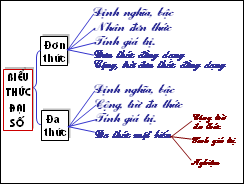 BIỂU
THỨC
ĐẠI
SỐ
Đơn
thức
Định nghĩa, bậc
Nhân đơn thức
Tính giá trị.
Đơn thức đồng dạng
Cộng, trừ đơn thức đồng dạng
Đa
thức
Định nghĩa, bậc
Cộng, trừ đa thức
Tính giá trị.
Đa thức một biến
Cộng, trừ
đa thức
Tính giá trị
Nghiệm